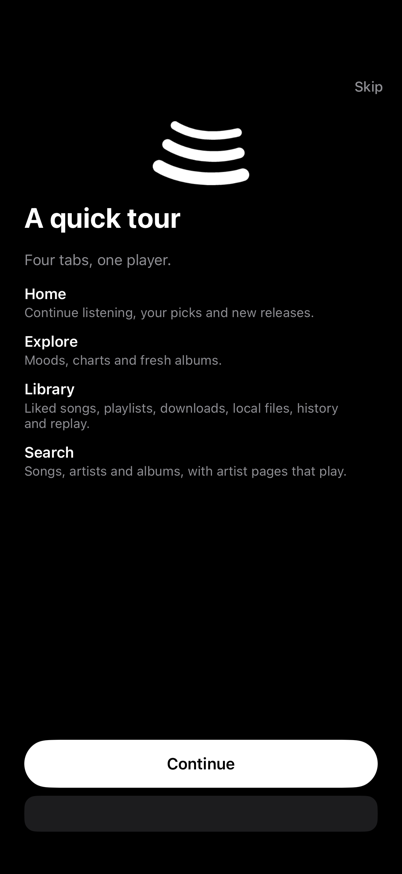 Skip
A quick tour
Four tabs, one player.
Home
Continue listening, your picks and new releases.
Explore
Moods, charts and fresh albums.
Library
Liked songs, playlists, downloads, local files, history
and replay.
Search
Songs, artists and albums, with artist pages that play.
Continue